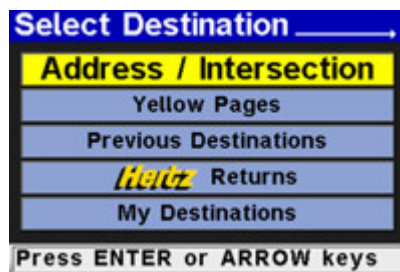 Select Destination
Address / Intersection
Yellow Pages
Previous Destinations
Hertz Returns
My Destinations
Press ENTER or ARROW keys